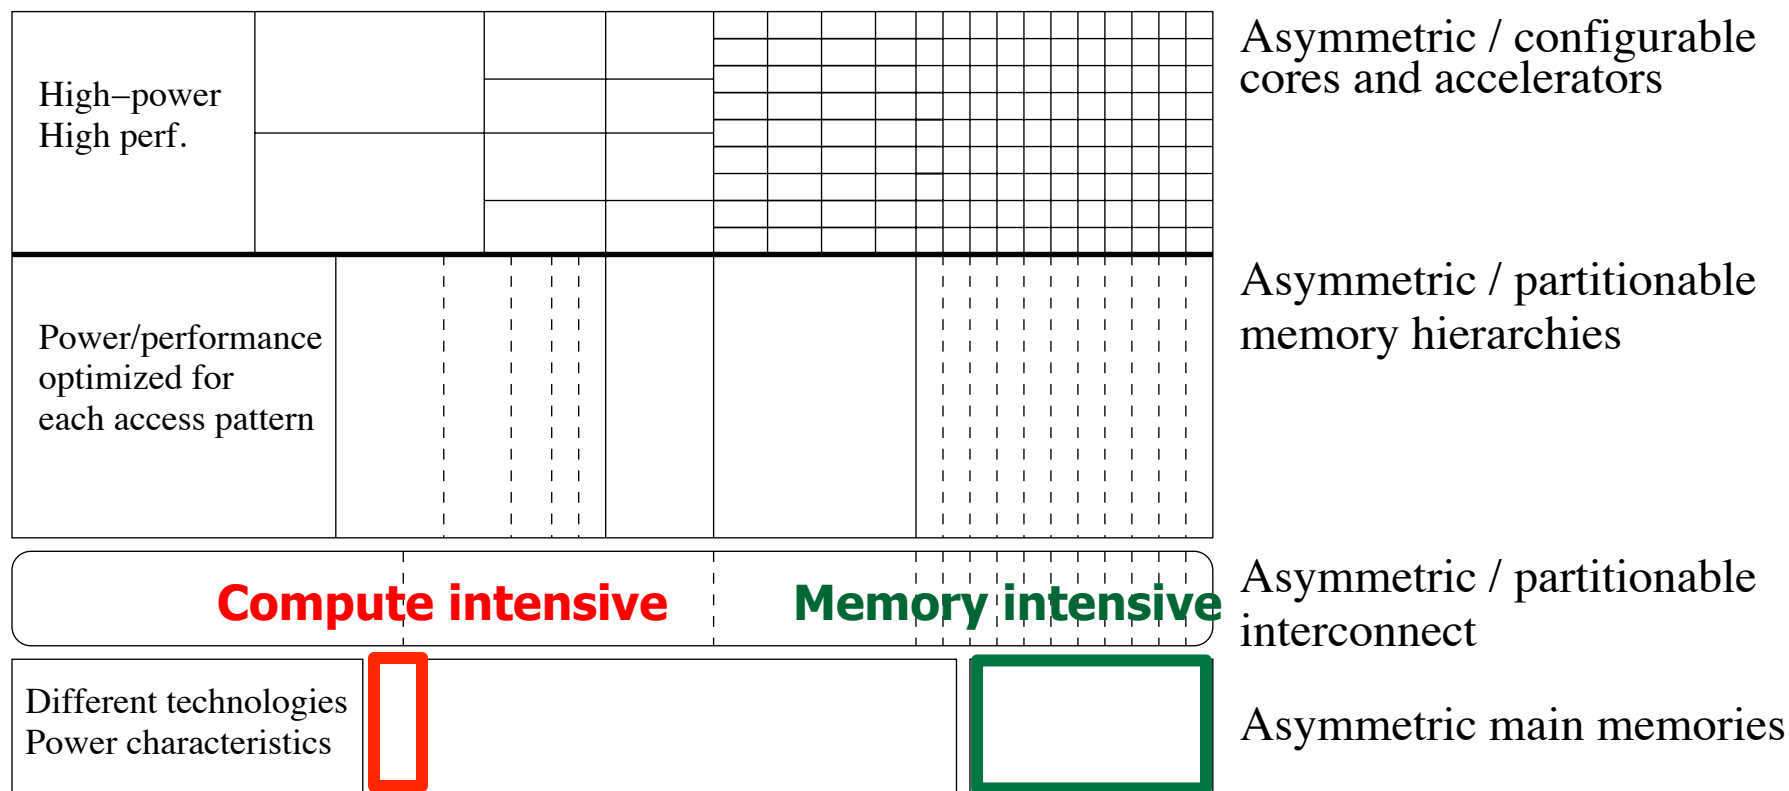 High–power
High perf.
Asymmetric / configurable
cores and accelerators
Power/performance
optimized for
each access pattern
Asymmetric / partitionable
memory hierarchies
Compute intensive
Memory intensive
Asymmetric / partitionable
interconnect
Different technologies
Power characteristics
Asymmetric main memories